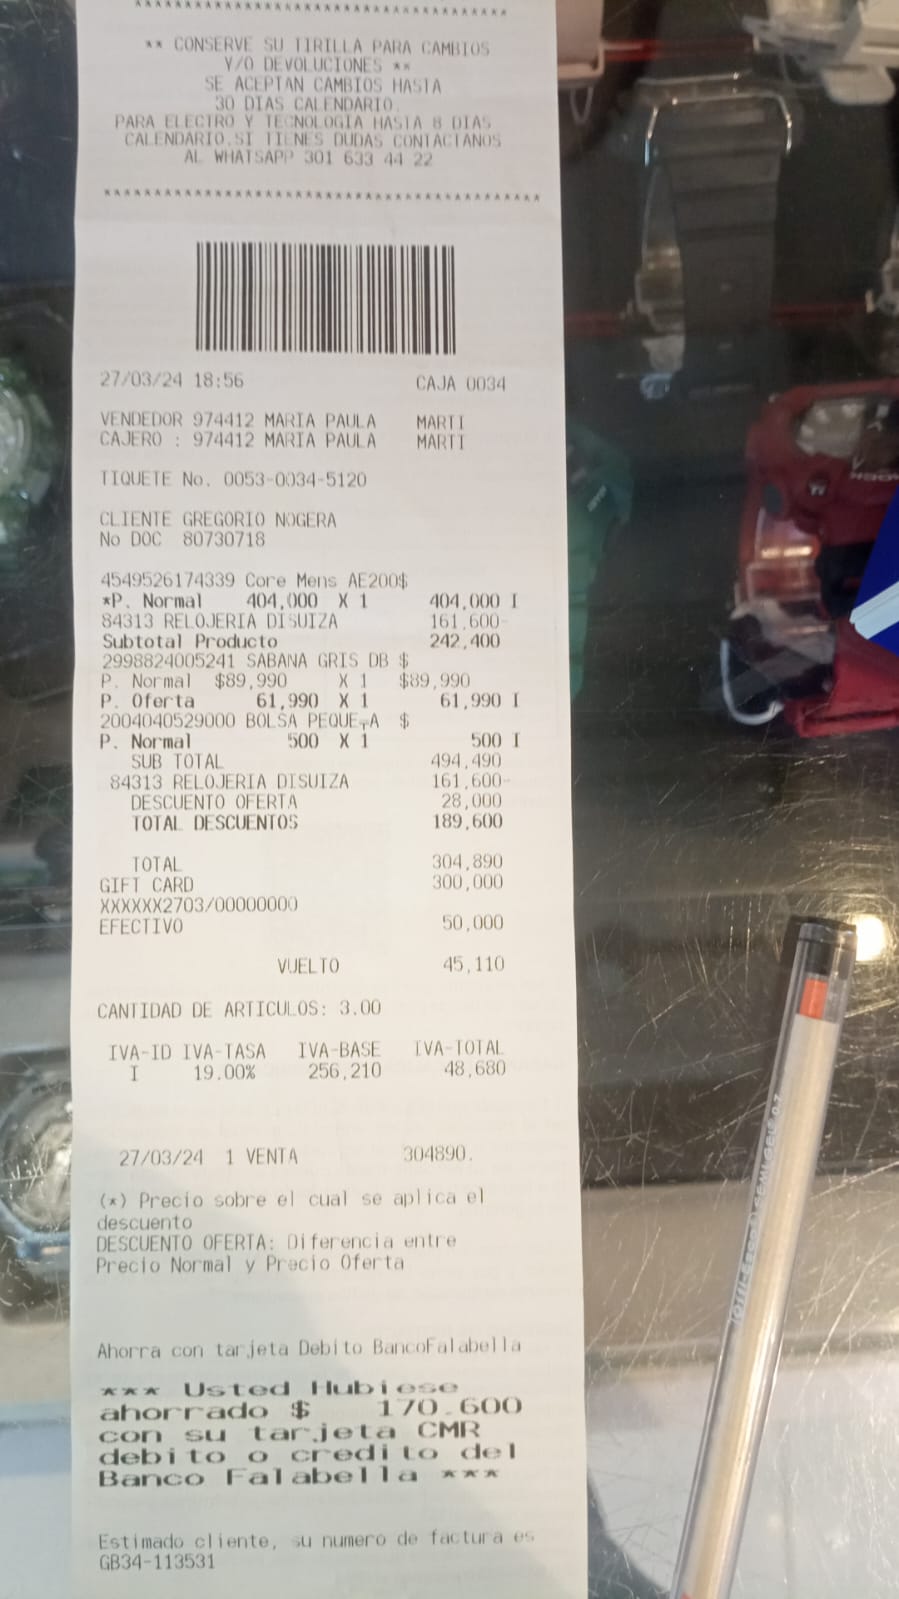 ****************************************
** CONSERVE SU TIRILLA PARA CAMBIOS
Y/O DEVOLUCIONES **
SE ACEPTAN CAMBIOS HASTA
30 DIAS CALENDARIO.
PARA ELECTRO Y TECNOLOGIA HASTA 8 DIAS
CALENDARIO.SI TIENES DUDAS CONTACTANOS
AL WHATSAPP 301 633 44 22
****************************************
27/03/24 18:56 CAJA 0034
VENDEDOR 974412 MARIA PAULA MARTI
CAJERO : 974412 MARIA PAULA MARTI
TIQUETE No. 0053-0034-5120
CLIENTE GREGORIO NOGERA
No DOC 80730718
4549526174339 Core Mens AE200$
*P. Normal 404,000 X 1 404,000 I
84313 RELOJERIA DISUIZA 161,600-
Subtotal Producto 242,400
2998824005241 SABANA GRIS DB $
P. Normal $89,990 X 1 $89,990
P. Oferta 61,990 X 1 61,990 I
2004040529000 BOLSA PEQUE┬A $
P. Normal 500 X 1 500 I
SUB TOTAL 494,490
84313 RELOJERIA DISUIZA 161,600-
DESCUENTO OFERTA 28,000
TOTAL DESCUENTOS 189,600
TOTAL 304,890
GIFT CARD 300,000
XXXXXX2703/00000000
EFECTIVO 50,000
VUELTO 45,110
CANTIDAD DE ARTICULOS: 3.00
IVA-ID IVA-TASA IVA-BASE IVA-TOTAL
I 19.00% 256,210 48,680
27/03/24 1 VENTA 304890.
(*) Precio sobre el cual se aplica el
descuento
DESCUENTO OFERTA: Diferencia entre
Precio Normal y Precio Oferta
Ahorra con tarjeta Debito BancoFalabella
*** Usted Hubiese
ahorrado $ 170.600
con su tarjeta CMR
debito o credito del
Banco Falabella ***
Estimado cliente, su numero de factura es
GB34-113531